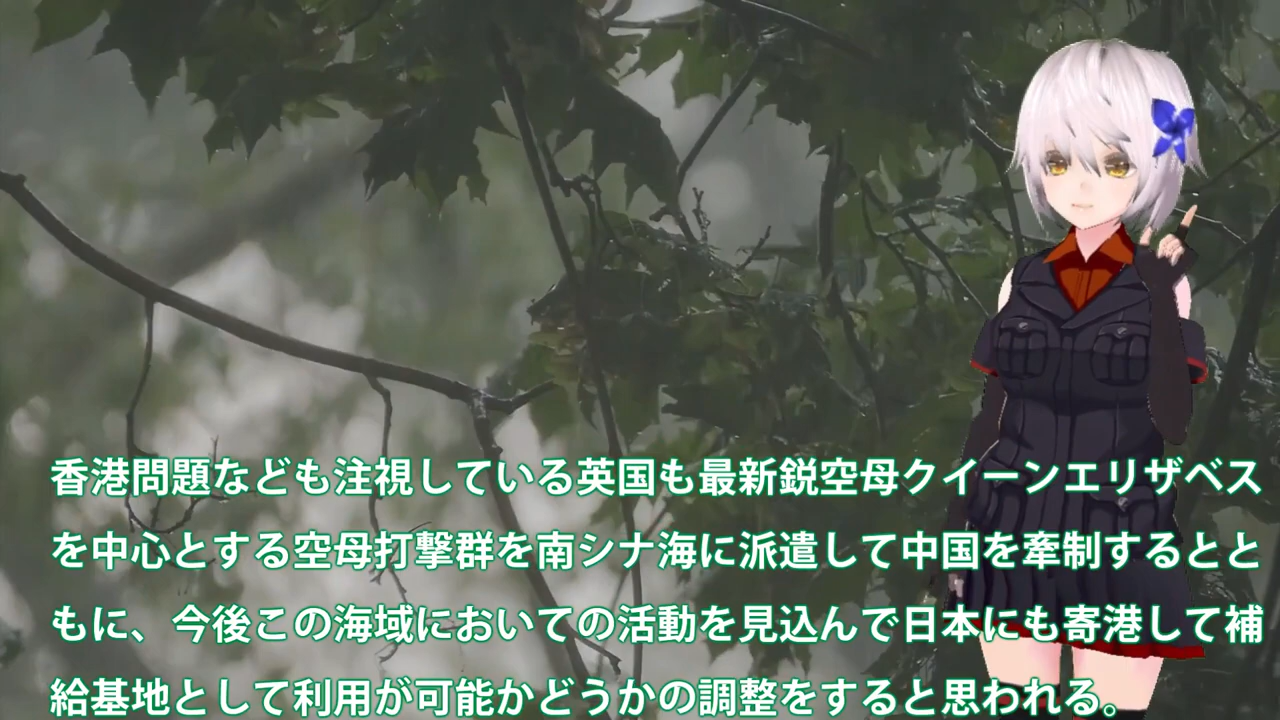 香港問題なども注視している英国も最新鋭空母クイーンエリザベス
を中心とする空母打撃群を南シナ海に派遣して中国を牽制するとと
もに、今後この海域においての活動を見込んで日本にも寄港して補
給基地として利用が可能かどうかの調整をすると思われる。